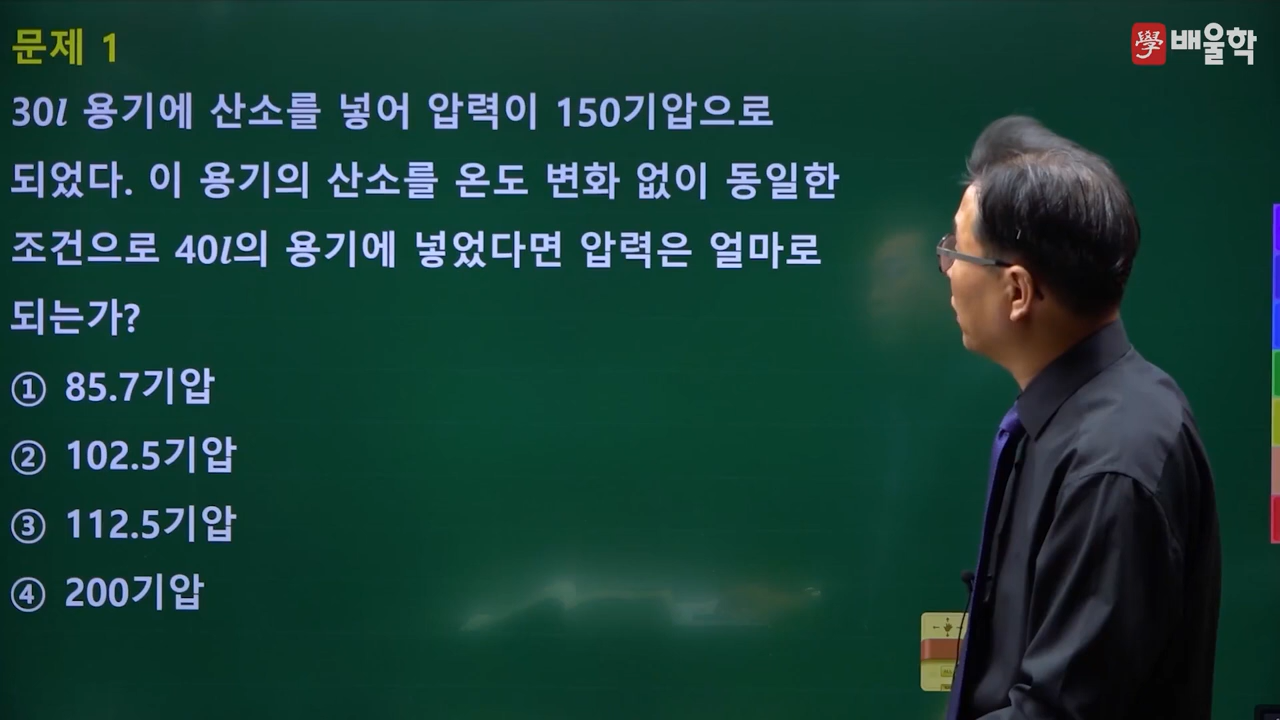 문제 1
學 배울학
30l 용기에 산소를 넣어 압력이 150기압으로
되었다. 이 용기의 산소를 온도 변화 없이 동일한
조건으로 40l의 용기에 넣었다면 압력은 얼마로
되는가?
① 85.7기압
② 102.5기압
③ 112.5기압
④ 200기압